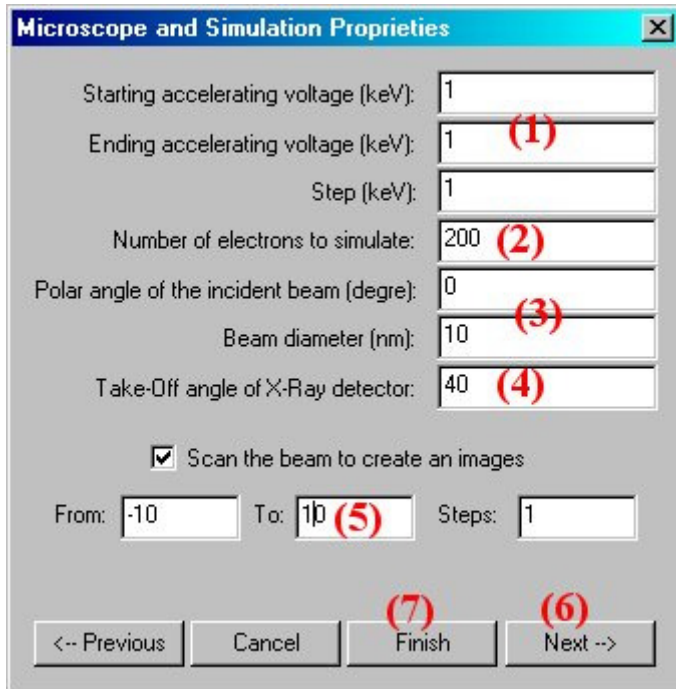 Microscope and Simulation Proprieties
Starting accelerating voltage (keV): 1
(1)
Ending accelerating voltage (keV): 1
Step (keV): 1
Number of electrons to simulate: 200 (2)
Polar angle of the incident beam (degre): 0
(3)
Beam diameter (nm): 10
Take-Off angle of X-Ray detector: 40 (4)
Scan the beam to create an images
From: -10 To: 10 (5) Steps: 1
(7) (6)
<-- Previous Cancel Finish Next -->